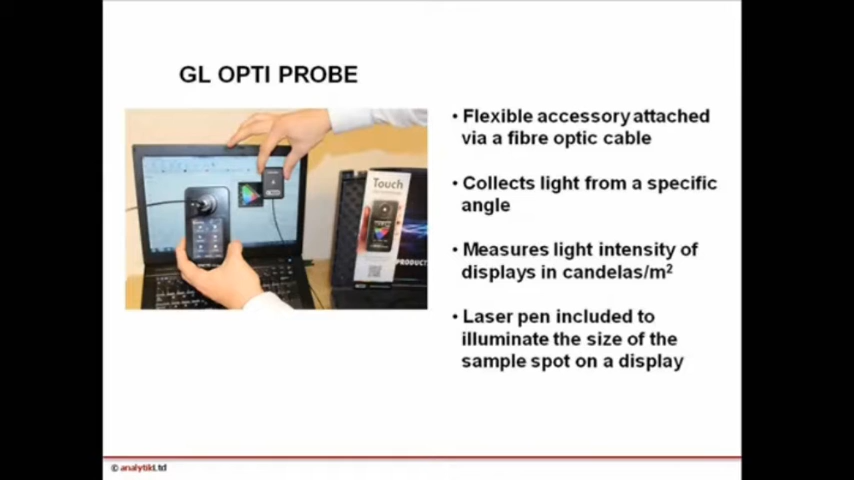 GL OPTI PROBE
• Flexible accessory attached
via a fibre optic cable
• Collects light from a specific
angle
• Measures light intensity of
displays in candelas/m²
• Laser pen included to
illuminate the size of the
sample spot on a display
Touch
PRODUCT
© analytikLtd